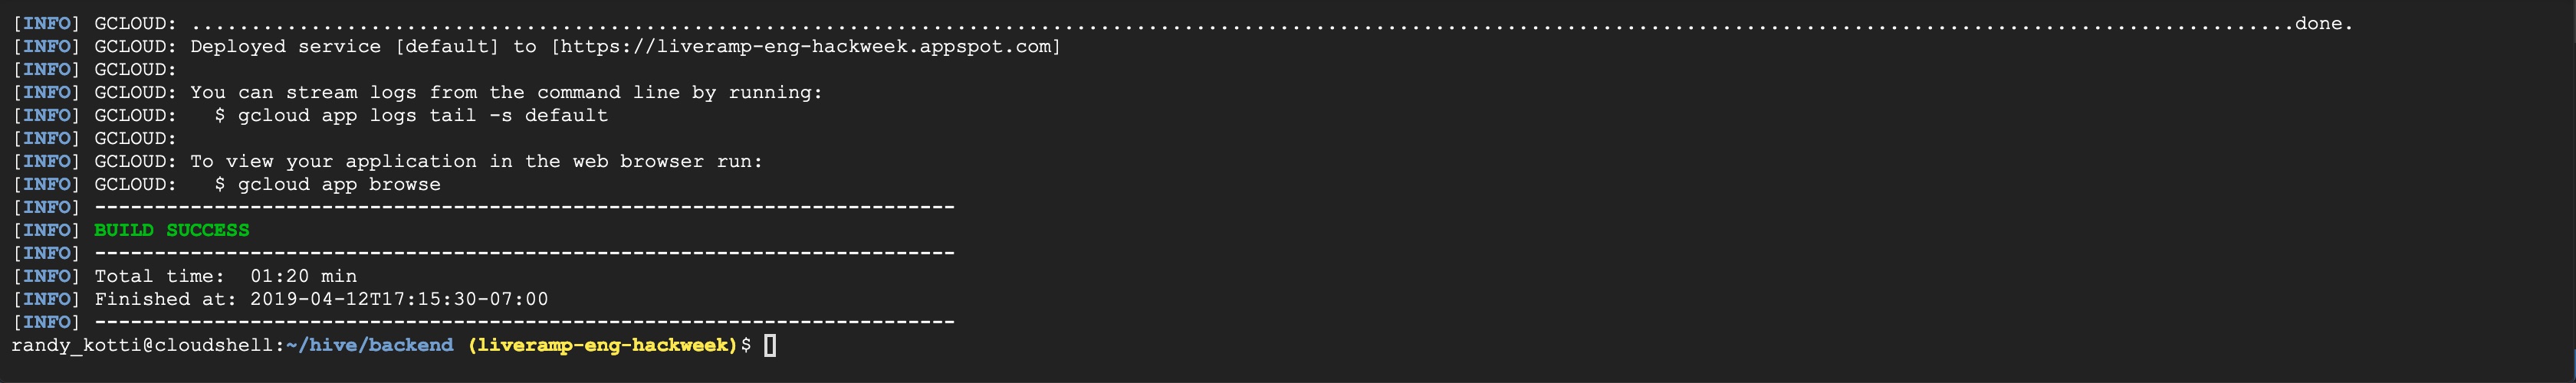 [INFO] GCLOUD: ................................................................................................................................................................................done.
[INFO] GCLOUD: Deployed service [default] to [https://liveramp-eng-hackweek.appspot.com]
[INFO] GCLOUD:
[INFO] GCLOUD: You can stream logs from the command line by running:
[INFO] GCLOUD:   $ gcloud app logs tail -s default
[INFO] GCLOUD:
[INFO] GCLOUD: To view your application in the web browser run:
[INFO] GCLOUD:   $ gcloud app browse
[INFO] ------------------------------------------------------------------------
[INFO] BUILD SUCCESS
[INFO] ------------------------------------------------------------------------
[INFO] Total time:  01:20 min
[INFO] Finished at: 2019-04-12T17:15:30-07:00
[INFO] ------------------------------------------------------------------------
randy_kotti@cloudshell:~/hive/backend (liveramp-eng-hackweek)$